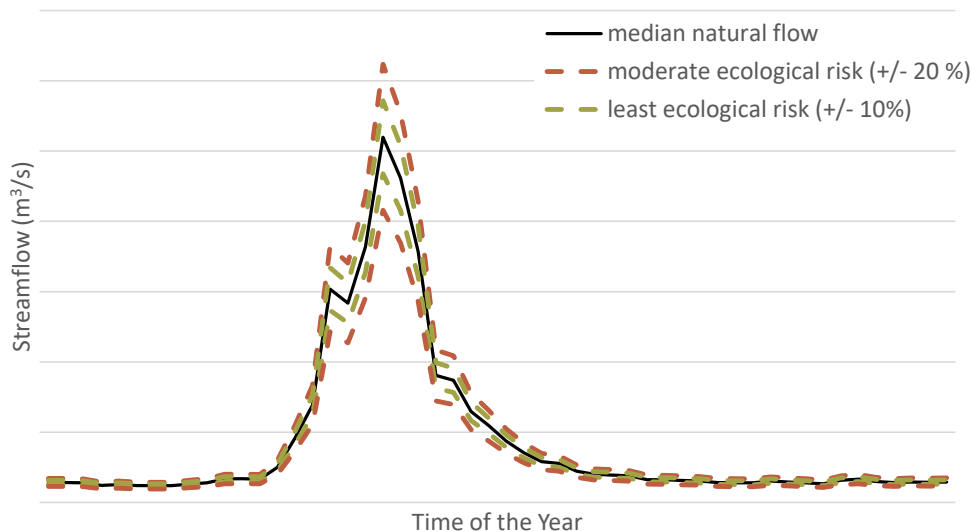 median natural flow
moderate ecological risk (+/- 20 %)
least ecological risk (+/- 10%)
Streamflow (m³/s)
Time of the Year